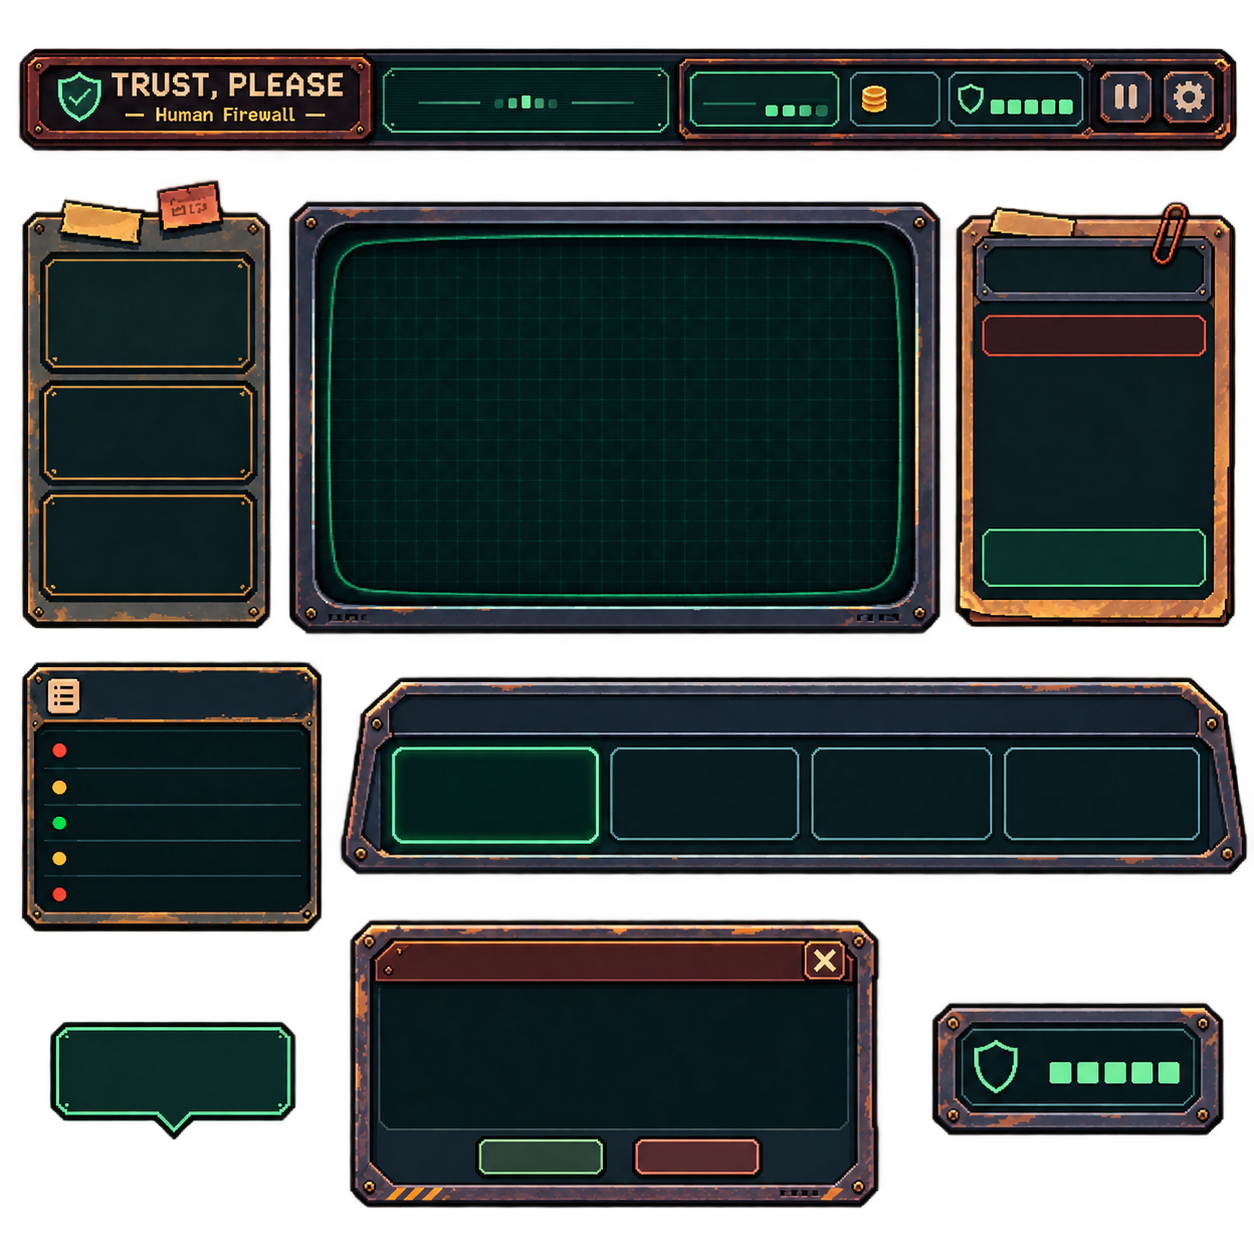 TRUST, PLEASE
— Human Firewall —